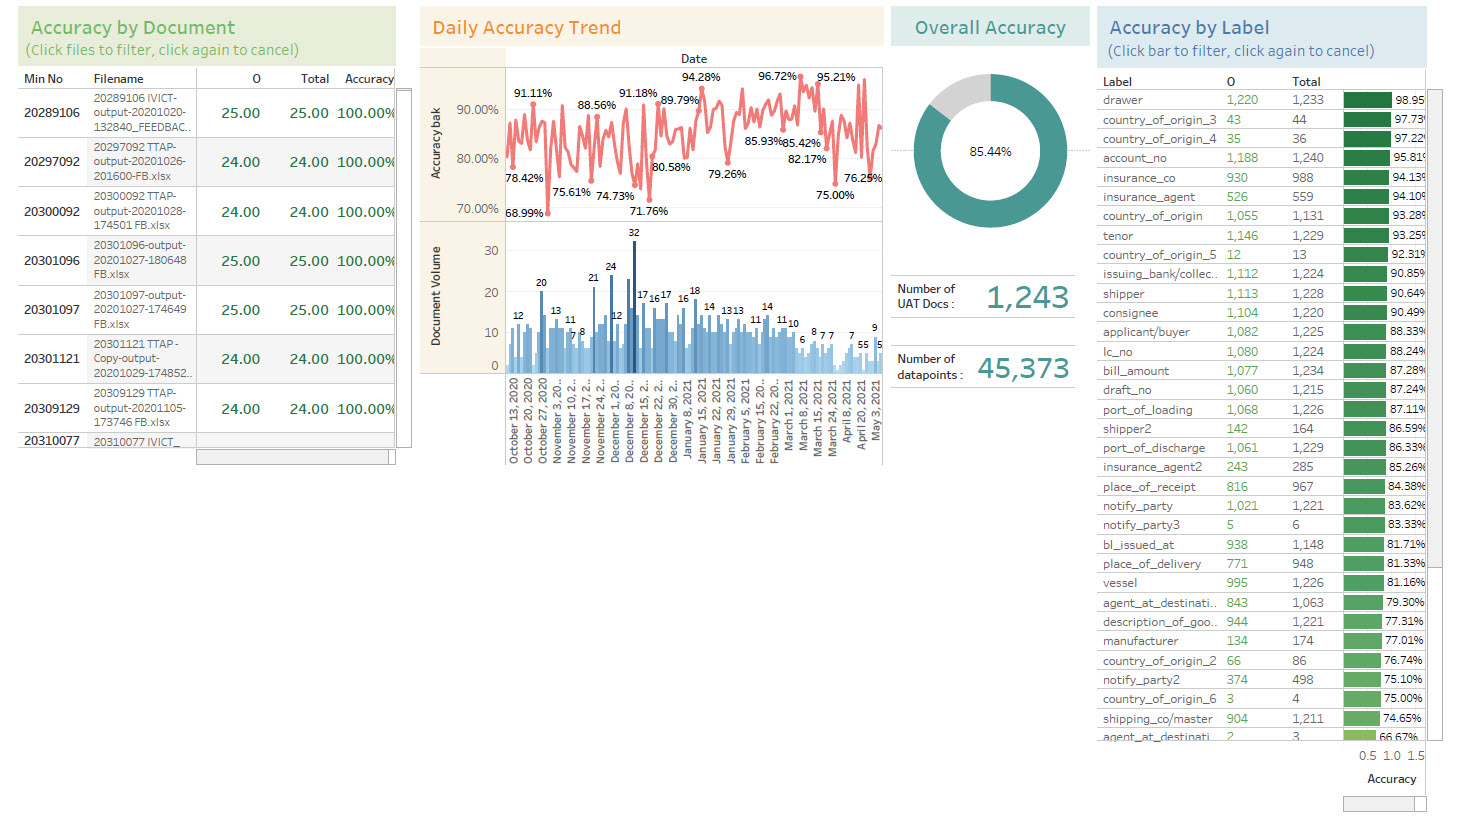 Accuracy by Document
(Click files to filter, click again to cancel)
Min No Filename O Total Accuracy
20289106 20289106 IVICT-
output-20201020-
132840_FEEDBAC.. 25.00 25.00 100.00%
20297092 20297092 TTAP-
output-20201026-
201600-FB.xlsx 24.00 24.00 100.00%
20300092 20300092 TTAP-
output-20201028-
174501 FB.xlsx 24.00 24.00 100.00%
20301096 20301096-output-
20201027-180648
FB.xlsx 25.00 25.00 100.00%
20301097 20301097-output-
20201027-174649
FB.xlsx 25.00 25.00 100.00%
20301121 20301121 TTAP -
Copy-output-
20201029-174852.. 24.00 24.00 100.00%
20309129 20309129 TTAP-
output-20201105-
173746 FB.xlsx 24.00 24.00 100.00%
20310077 20310077 IVICT_
Daily Accuracy Trend
Date
Accuracy bak
90.00%
80.00%
70.00%
78.42%
91.11%
68.99%
75.61%
88.56%
74.73%
91.18%
71.76%
80.58%
89.79%
94.28%
79.26%
85.93%
96.72%
85.42%
95.21%
82.17%
75.00%
76.25%
Document Volume
30
20
10
0
12
20
13
11
7
8
21
24
12
32
17
16
17
16
18
14
13
13
11
14
11
10
6
8
7
7
7
5
5
9
5
October 13, 2020
October 20, 2020
October 27, 2020
November 3, 20..
November 10, 2..
November 17, 2..
November 24, 2..
December 1, 20..
December 8, 20..
December 15, 2..
December 22, 2..
December 30, 2..
January 8, 2021
January 15, 2021
January 22, 2021
January 29, 2021
February 5, 2021
February 15, 20..
February 22, 20..
March 1, 2021
March 8, 2021
March 15, 2021
March 24, 2021
April 8, 2021
April 20, 2021
May 3, 2021
Overall Accuracy
85.44%
Number of
UAT Docs : 1,243
Number of
datapoints : 45,373
Accuracy by Label
(Click bar to filter, click again to cancel)
Label O Total
drawer 1,220 1,233 98.95%
country_of_origin_3 43 44 97.73%
country_of_origin_4 35 36 97.22%
account_no 1,188 1,240 95.81%
insurance_co 930 988 94.13%
insurance_agent 526 559 94.10%
country_of_origin 1,055 1,131 93.28%
tenor 1,146 1,229 93.25%
country_of_origin_5 12 13 92.31%
issuing_bank/collec.. 1,112 1,224 90.85%
shipper 1,113 1,228 90.64%
consignee 1,104 1,220 90.49%
applicant/buyer 1,082 1,225 88.33%
lc_no 1,080 1,224 88.24%
bill_amount 1,077 1,234 87.28%
draft_no 1,060 1,215 87.24%
port_of_loading 1,068 1,226 87.11%
shipper2 142 164 86.59%
port_of_discharge 1,061 1,229 86.33%
insurance_agent2 243 285 85.26%
place_of_receipt 816 967 84.38%
notify_party 1,021 1,221 83.62%
notify_party3 5 6 83.33%
bl_issued_at 938 1,148 81.71%
place_of_delivery 771 948 81.33%
vessel 995 1,226 81.16%
agent_at_destinati.. 843 1,063 79.30%
description_of_goo.. 944 1,221 77.31%
manufacturer 134 174 77.01%
country_of_origin_2 66 86 76.74%
notify_party2 374 498 75.10%
country_of_origin_6 3 4 75.00%
shipping_co/master 904 1,211 74.65%
agent_at_destinati 2 3 66.67%
0.5 1.0 1.5
Accuracy